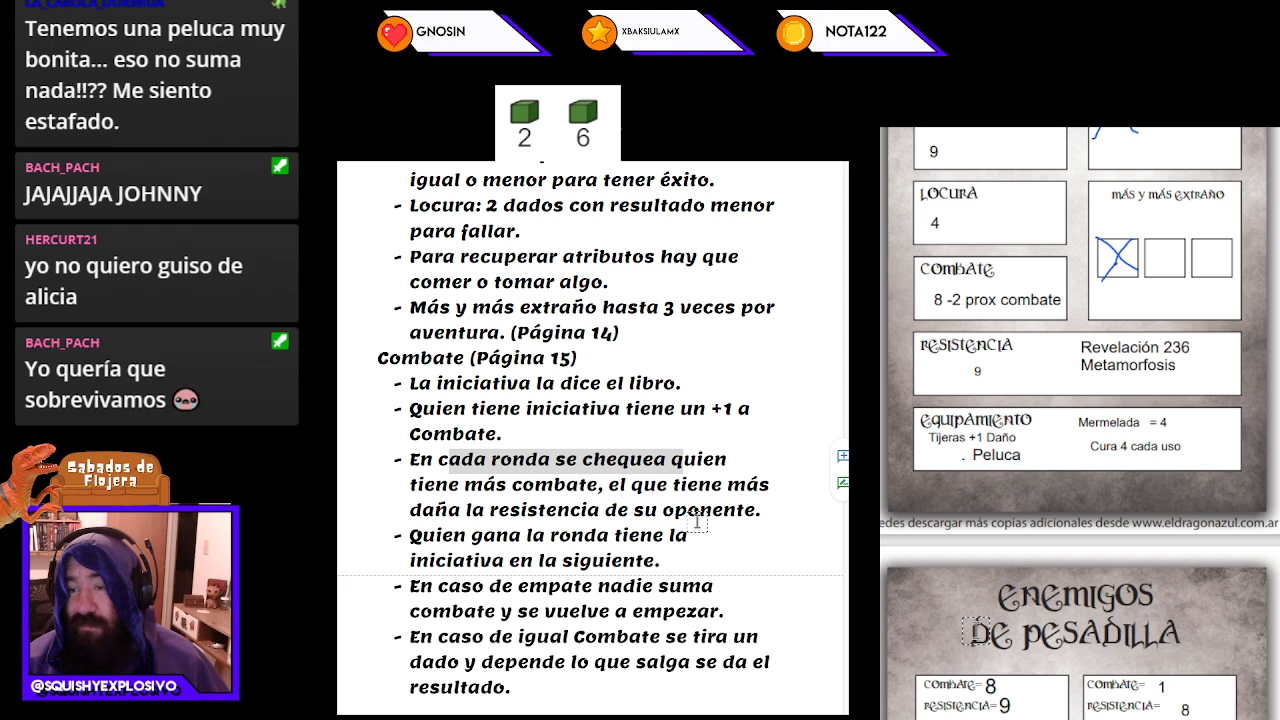 LA_CAROLA_DORMIDA
Tenemos una peluca muy
bonita... eso no suma
nada!!?? Me siento
estafado.
BACH_PACH
JAJAJJAJA JOHNNY
HERCURT21
yo no quiero guiso de
alicia
BACH_PACH
Yo quería que
sobrevivamos
Sabados de
Flojera
@SQUISHYEXPLOSIVO
GNOSIN
XBAKSIULAMX
NOTA122
2 6
igual o menor para tener éxito.
- Locura: 2 dados con resultado menor
para fallar.
- Para recuperar atributos hay que
comer o tomar algo.
- Más y más extraño hasta 3 veces por
aventura. (Página 14)
Combate (Página 15)
- La iniciativa la dice el libro.
- Quien tiene iniciativa tiene un +1 a
Combate.
- En cada ronda se chequea quien
tiene más combate, el que tiene más
daña la resistencia de su oponente.
- Quien gana la ronda tiene la
iniciativa en la siguiente.
- En caso de empate nadie suma
combate y se vuelve a empezar.
- En caso de igual Combate se tira un
dado y depende lo que salga se da el
resultado.
9
LOCURA
4
MÁS Y MÁS EXTRAÑO
COMBATE
8 -2 prox combate
RESISTENCIA
9
Revelación 236
Metamorfosis
EQUIPAMIENTO
Tijeras +1 Daño
. Peluca
Mermelada = 4
Cura 4 cada uso
edes descargar más copias adicionales desde www.eldragonazul.com.ar
ENEMIGOS
DE PESADILLA
COMBATE= 8
RESISTENCIA= 9
COMBATE= 1
RESISTENCIA= 8